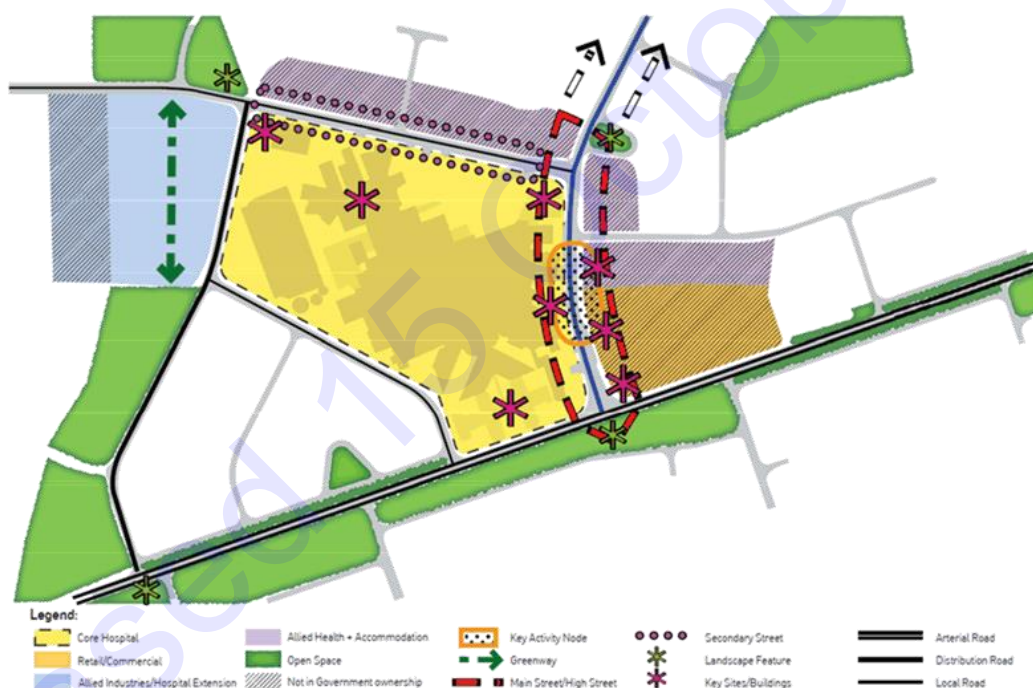 Legend:
Core Hospital
Allied Health + Accommodation
Key Activity Node
Secondary Street
Arterial Road
Retail/Commercial
Open Space
Greenway
Landscape Feature
Distribution Road
Allied Industries/Hospital Extension
Not in Government ownership
Main Street/High Street
Key Sites/Buildings
Local Road